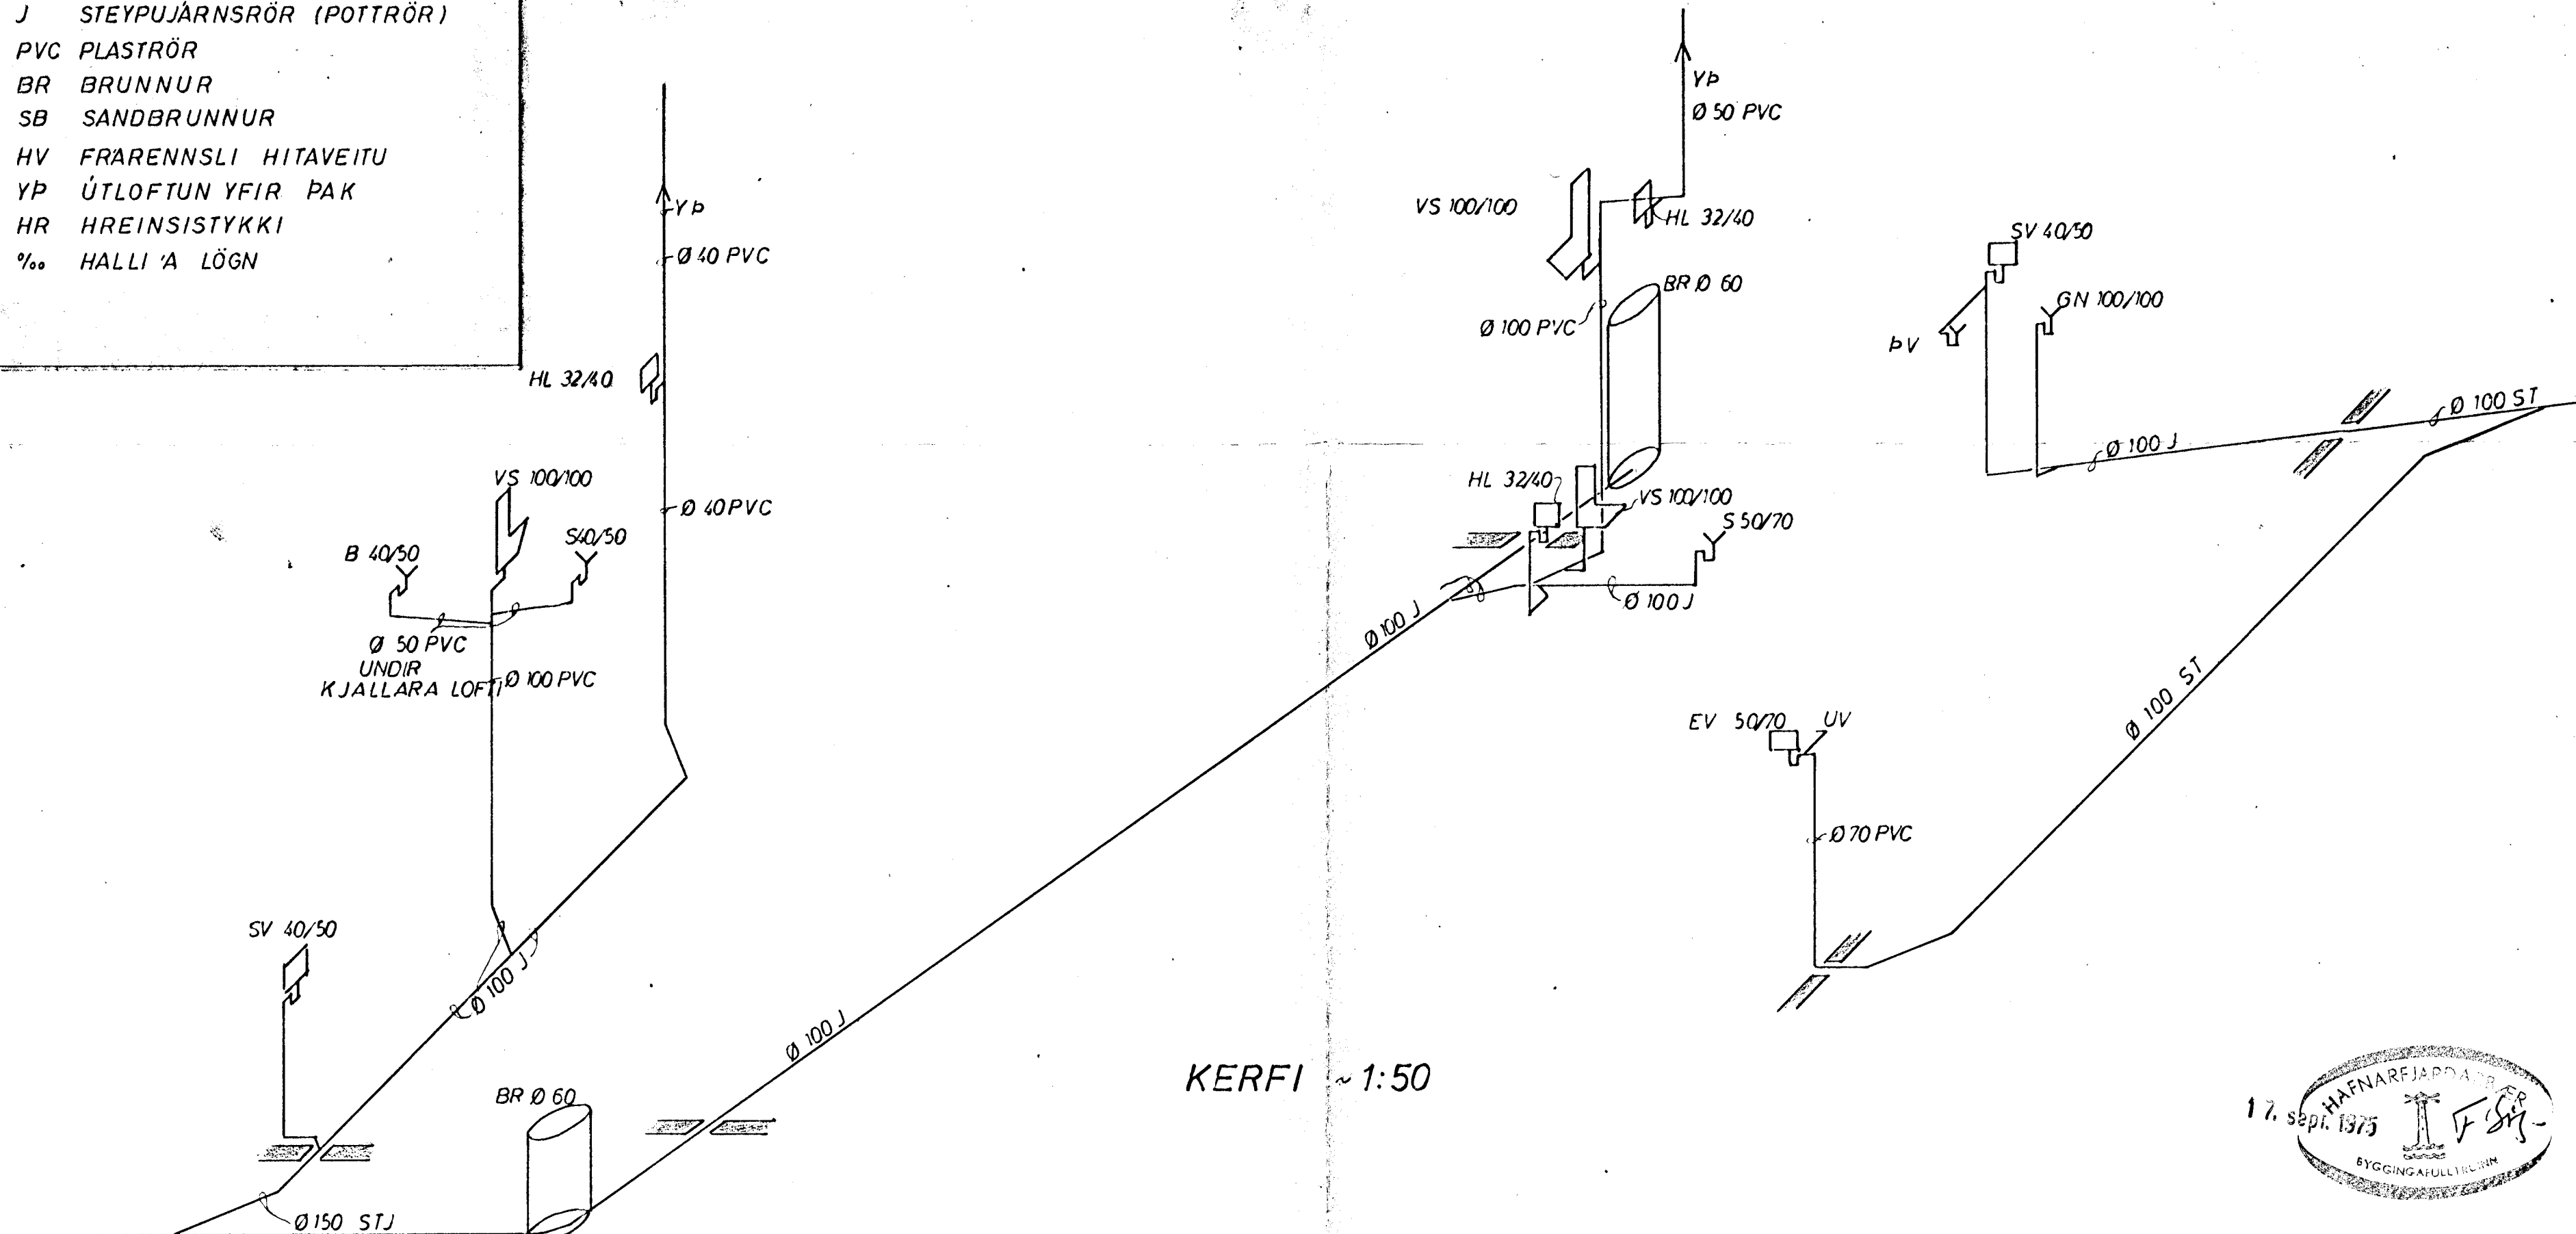 J STEYPUJÁRNSRÖR (POTTRÖR)
PVC PLASTRÖR
BR BRUNNUR
SB SANDBRUNNUR
HV FRÁRENNSLI HITAVEITU
YÞ ÚTLOFTUN YFIR ÞAK
HR HREINSISTYKKI
‰ HALLI Á LÖGN
YÞ
Ø 40 PVC
HL 32/40
Ø 40 PVC
VS 100/100
B 40/50
S40/50
Ø 50 PVC
UNDIR
KJALLARA LOFTI
Ø 100 PVC
SV 40/50
Ø 100 J
Ø 150 STJ
BR Ø 60
Ø 100 J
Ø 100 J
YÞ
Ø 50 PVC
VS 100/100
HL 32/40
BR Ø 60
Ø 100 PVC
HL 32/40
VS 100/100
S 50/70
Ø 100 J
SV 40/50
GN 100/100
ÞV
Ø 100 ST
Ø 100 J
Ø 100 ST
EV 50/70 UV
Ø 70 PVC
KERFI ~ 1:50
HAFNARFJARÐARBÆR
17. sept. 1975
BYGGINGAFULLTRÚINN